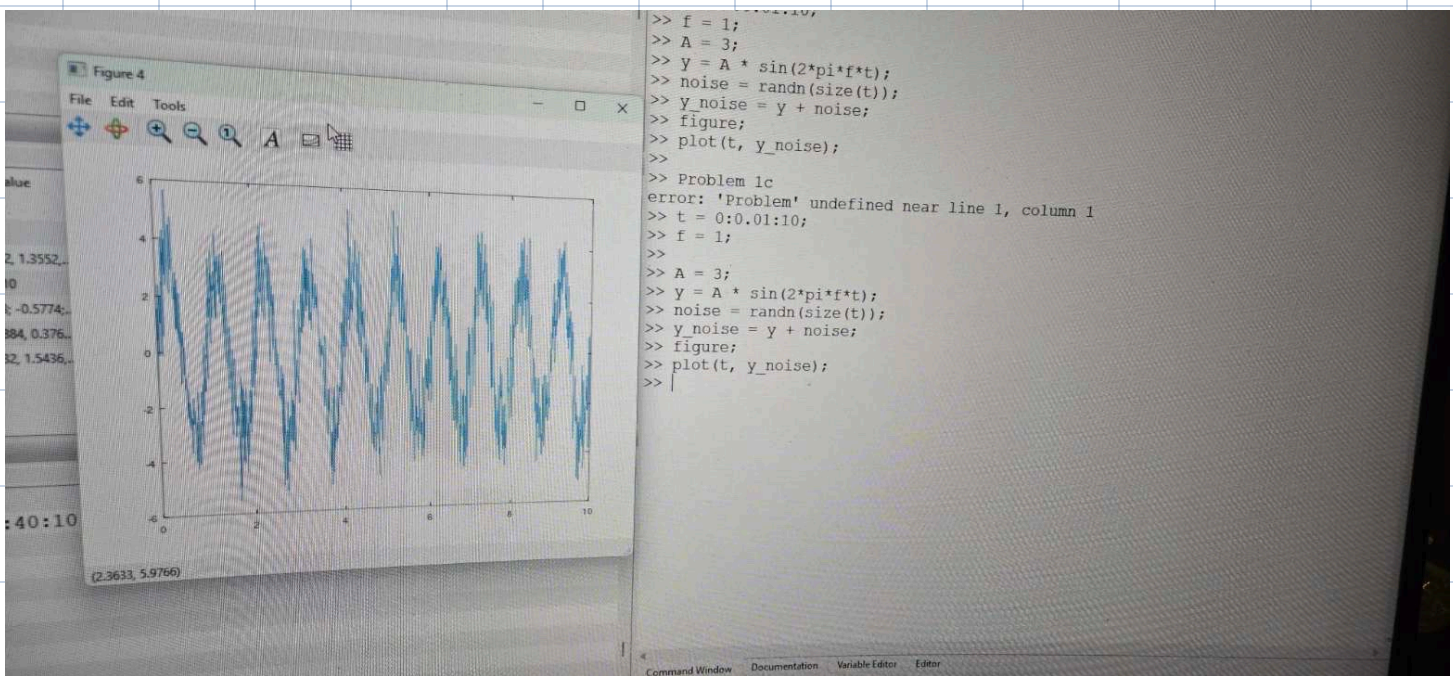 Figure 4
File Edit Tools
A
alue
2, 1.3552,..
10
; -0.5774;..
384, 0.376..
32, 1.5436,..
:40:10
6
4
2
0
-2
-4
-6
0
2
4
6
8
10
(2.3633, 5.9766)
>> f = 1;
>> A = 3;
>> y = A * sin(2*pi*f*t);
>> noise = randn(size(t));
>> y_noise = y + noise;
>> figure;
>> plot(t, y_noise);
>>
>> Problem 1c
error: 'Problem' undefined near line 1, column 1
>> t = 0:0.01:10;
>> f = 1;
>>
>> A = 3;
>> y = A * sin(2*pi*f*t);
>> noise = randn(size(t));
>> y_noise = y + noise;
>> figure;
>> plot(t, y_noise);
>>
Command Window Documentation Variable Editor Editor